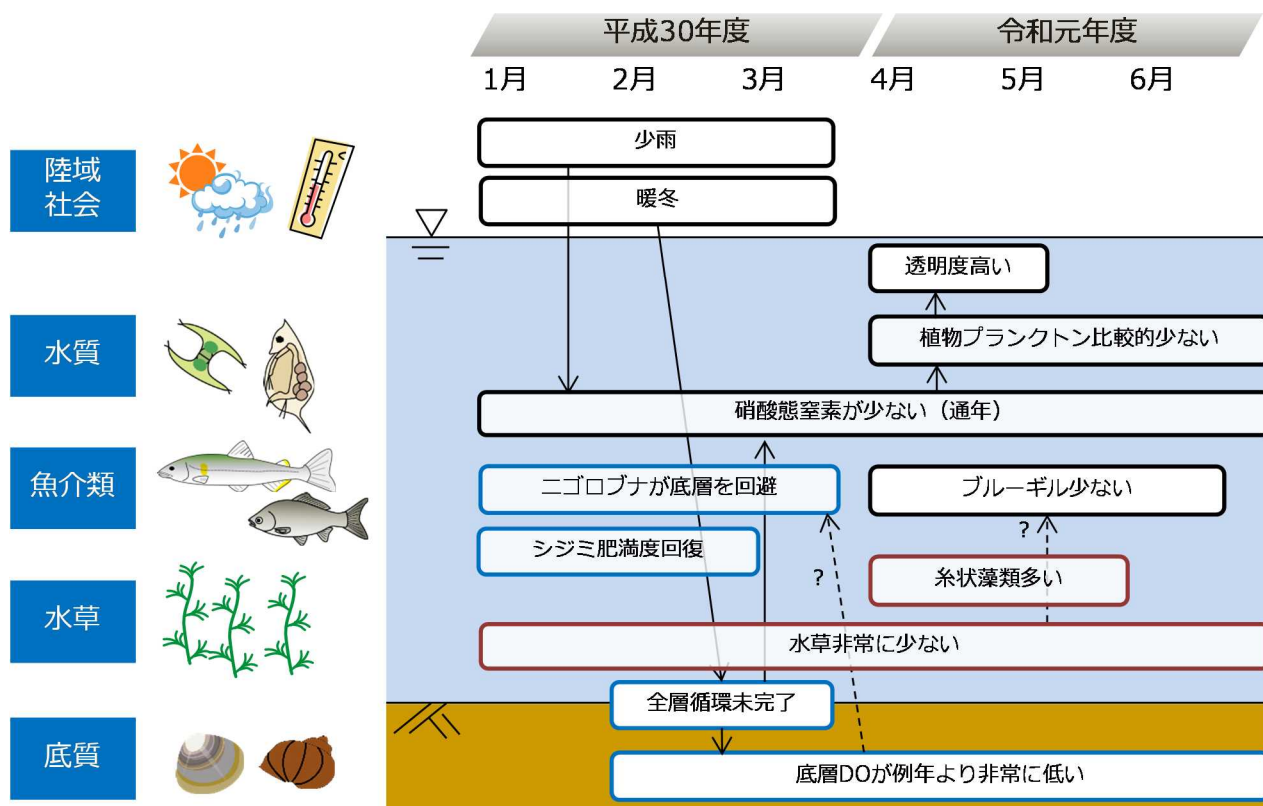 平成30年度
令和元年度
1月
2月
3月
4月
5月
6月
陸域
社会
少雨
暖冬
透明度高い
水質
植物プランクトン比較的少ない
硝酸態窒素が少ない（通年）
魚介類
ニゴロブナが底層を回避
ブルーギル少ない
?
シジミ肥満度回復
?
糸状藻類多い
水草
水草非常に少ない
全層循環未完了
底質
底層DOが例年より非常に低い